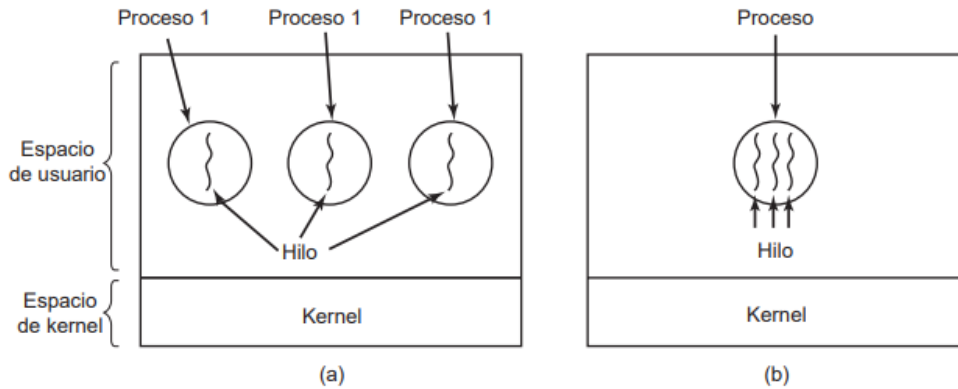 Proceso 1 Proceso 1 Proceso 1
Proceso
Espacio
de usuario
Hilo
Hilo
Espacio
de kernel
Kernel
Kernel
(a)
(b)